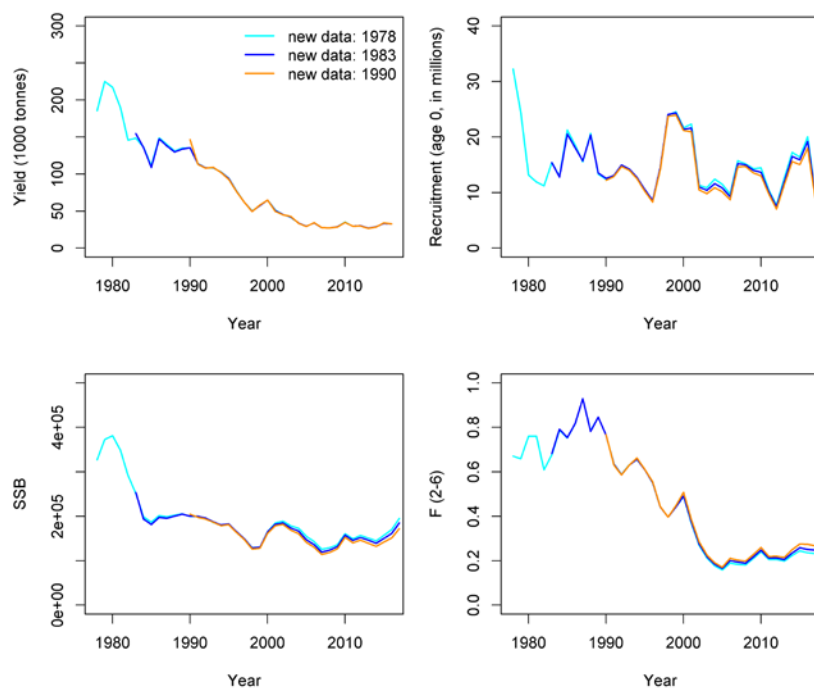 Yield (1000 tonnes)
300
200
150
100
50
0
new data: 1978
new data: 1983
new data: 1990
1980
1990
2000
2010
Year
Recruitment (age 0, in millions)
40
30
20
10
0
1980
1990
2000
2010
Year
SSB
4e+05
2e+05
0e+00
1980
1990
2000
2010
Year
F (2-6)
1.0
0.8
0.6
0.4
0.2
0.0
1980
1990
2000
2010
Year